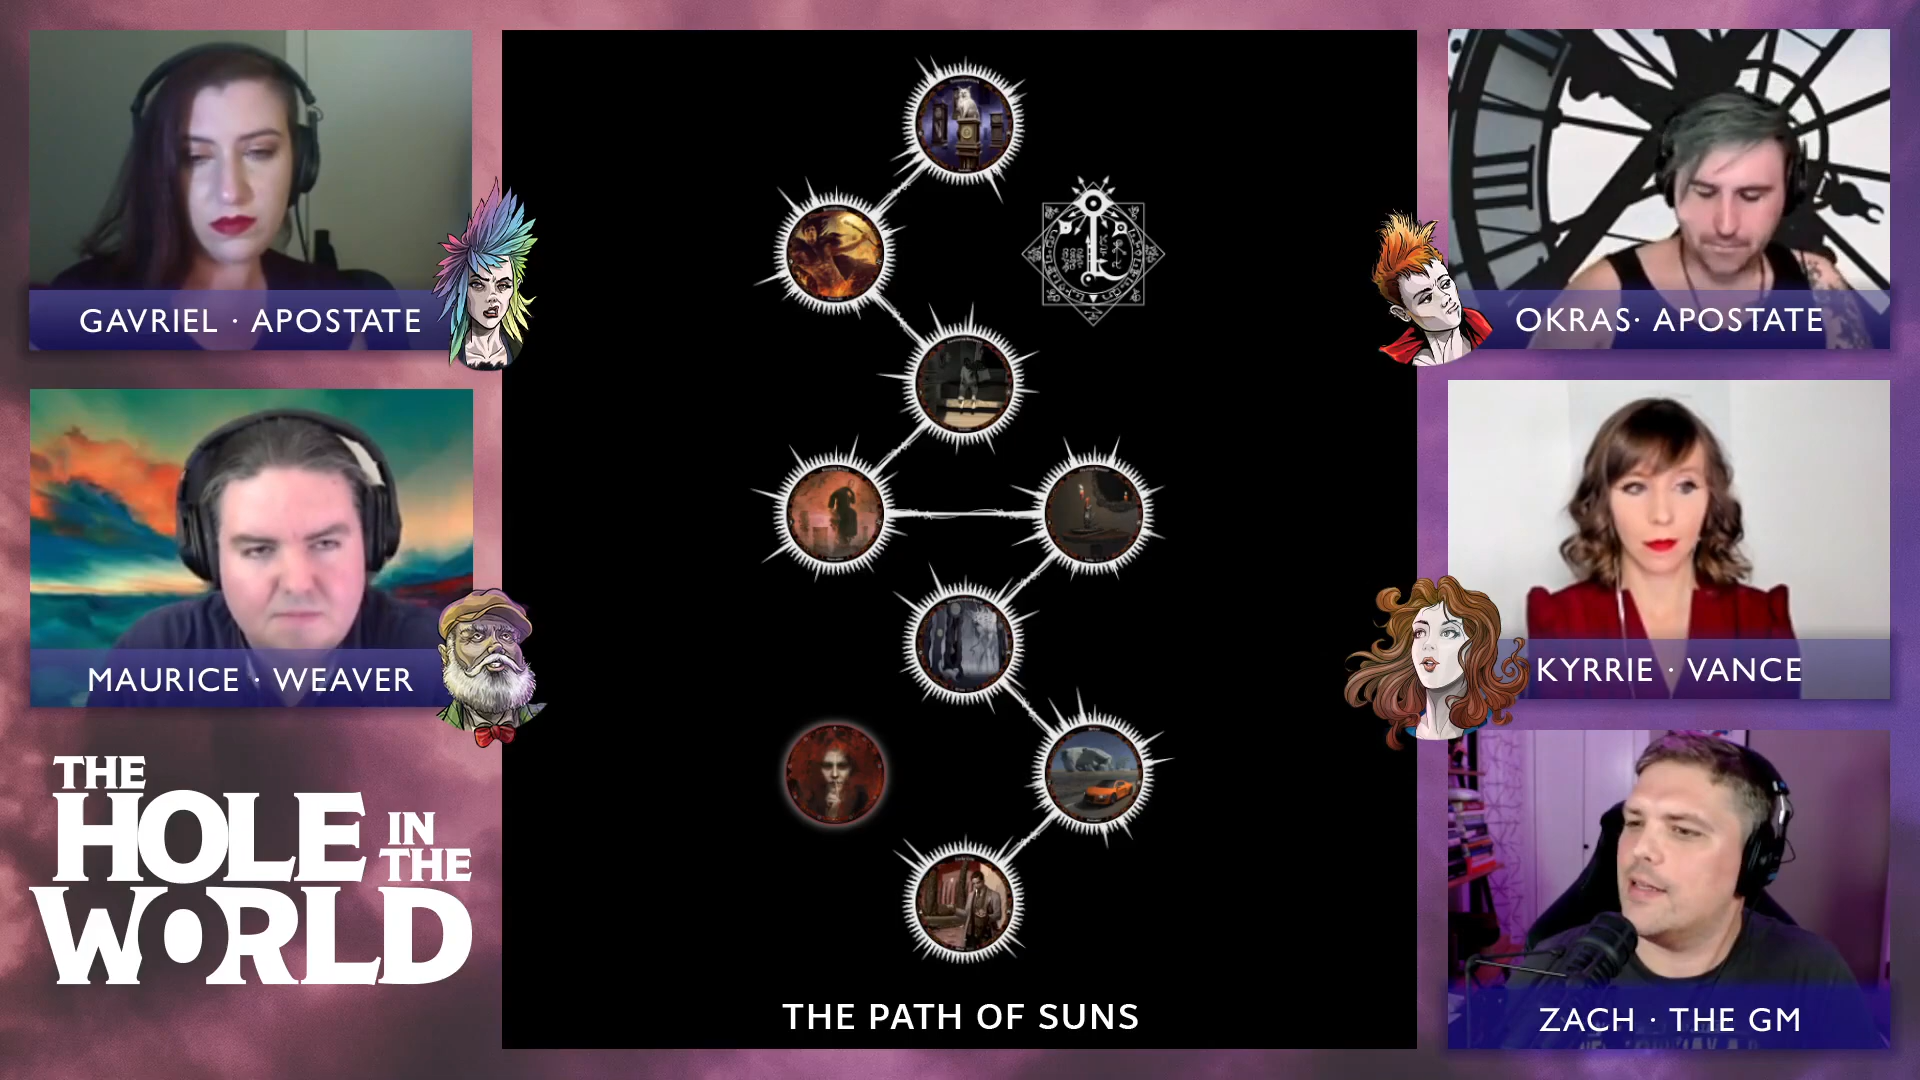 GAVRIEL · APOSTATE
OKRAS· APOSTATE
MAURICE · WEAVER
KYRRIE · VANCE
THE
HOLE IN
THE
WORLD
ZACH · THE GM
THE PATH OF SUNS